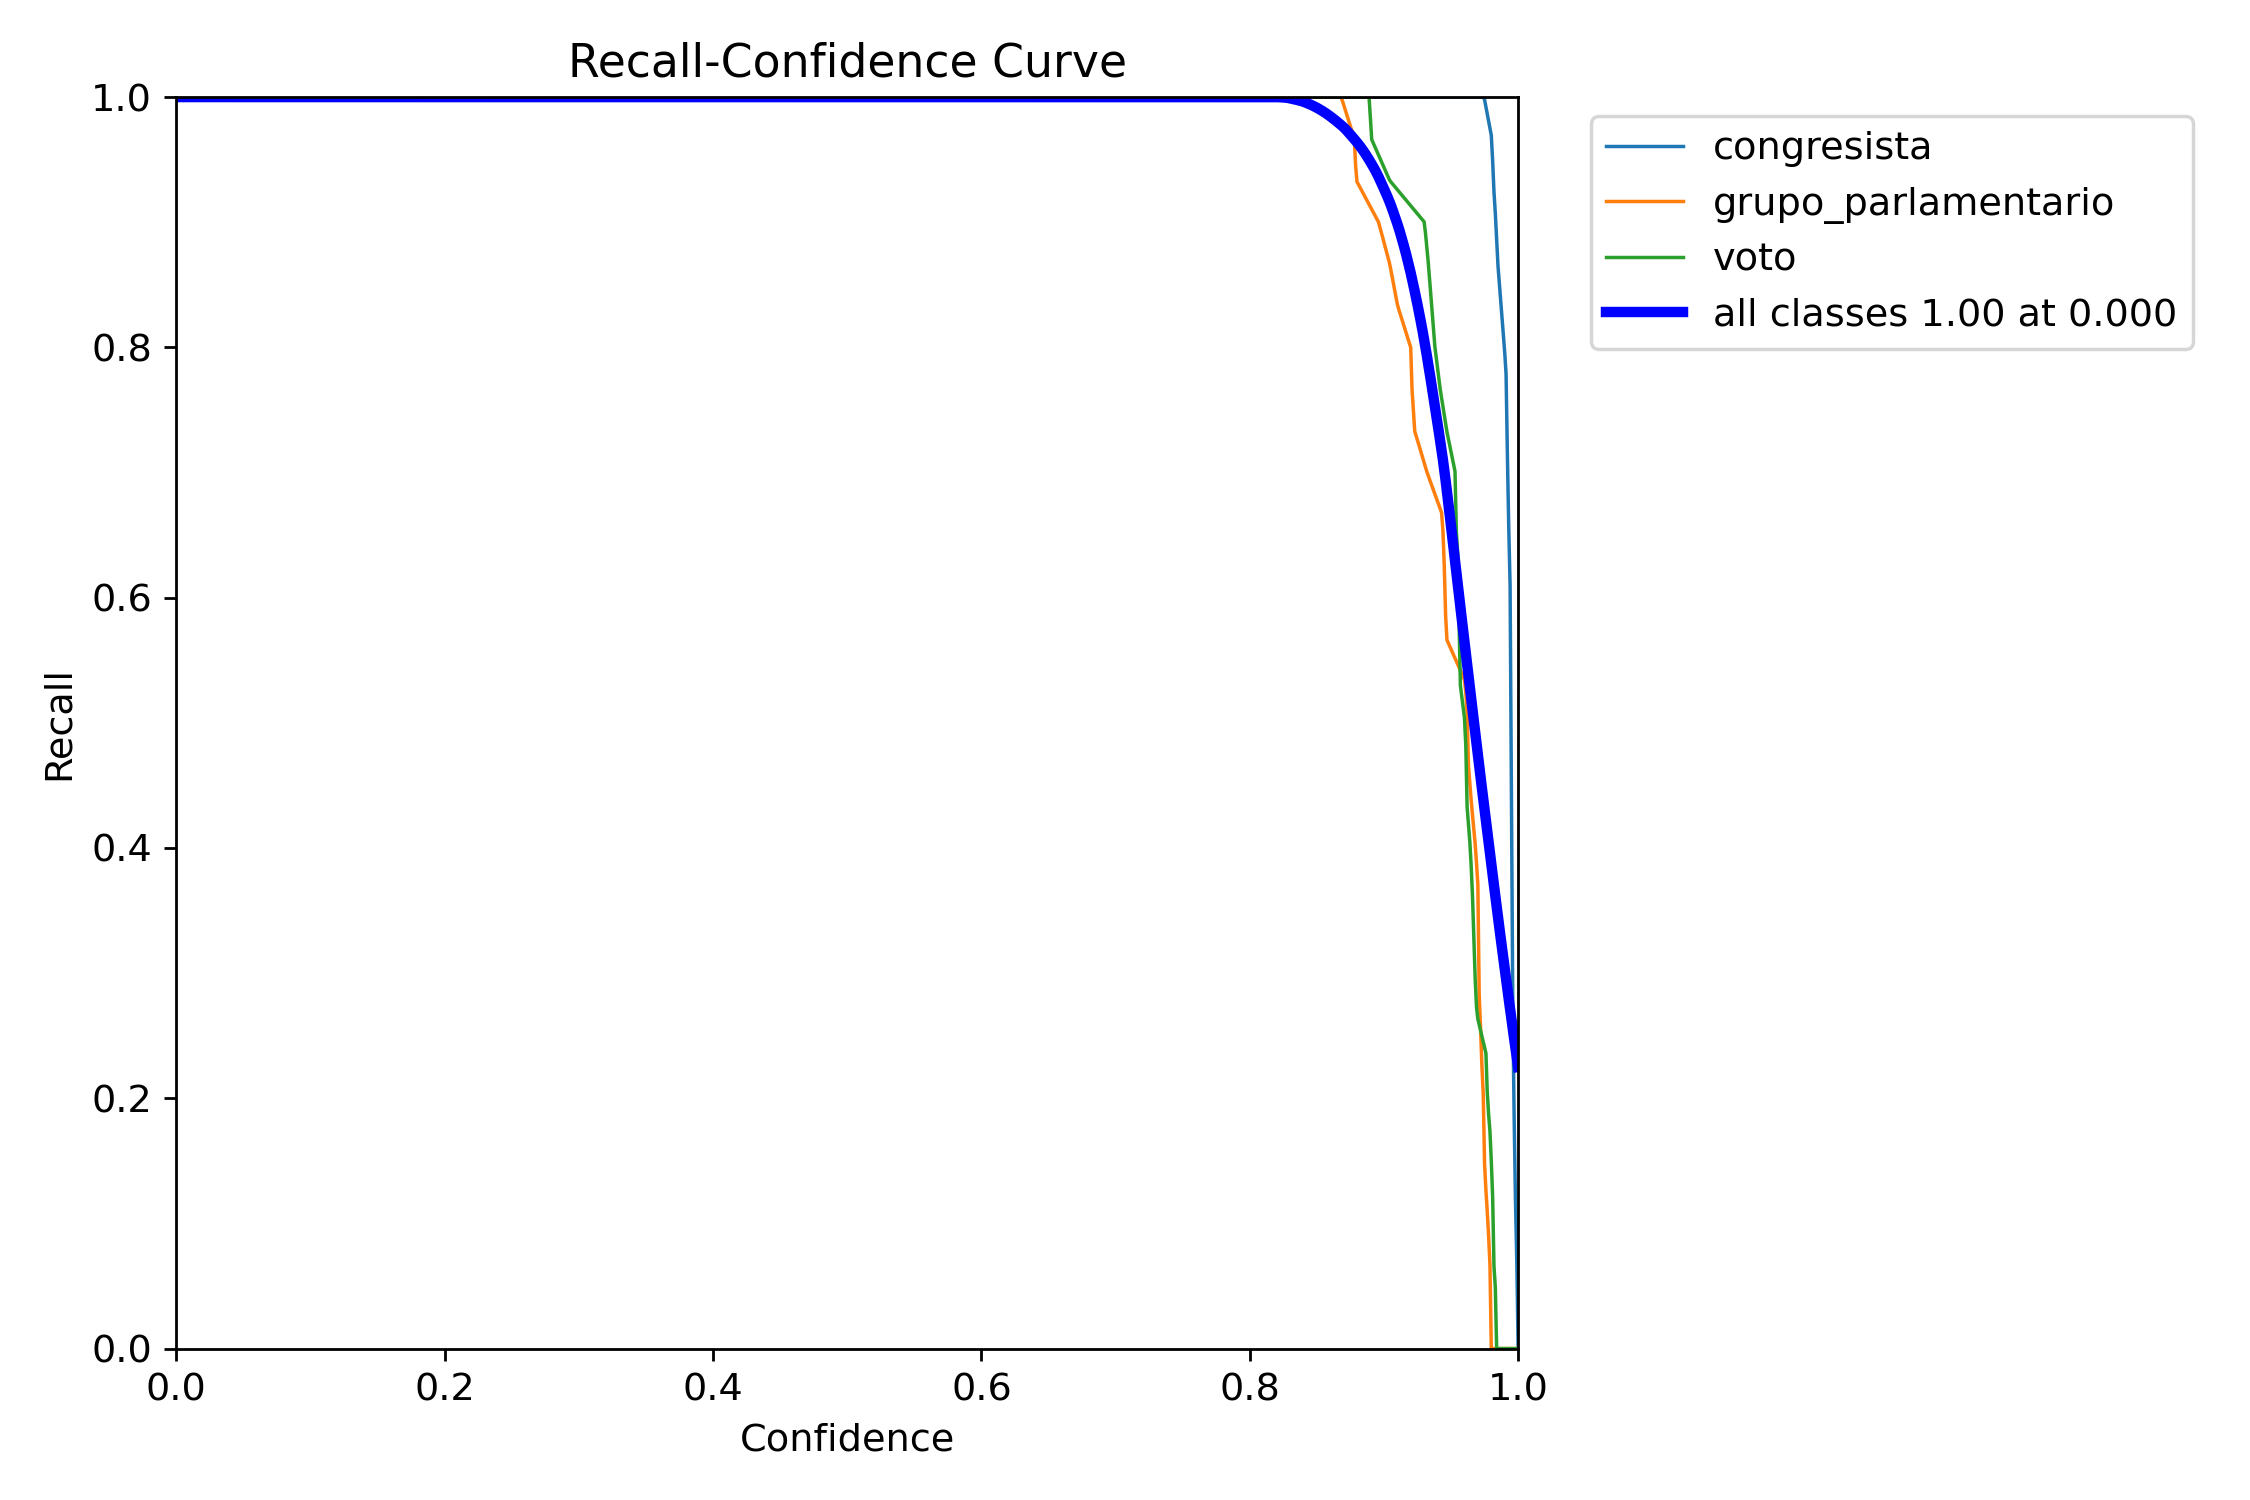 Recall-Confidence Curve
1.0
0.8
0.6
0.4
0.2
0.0
Recall
0.0 0.2 0.4 0.6 0.8 1.0
Confidence
congresista
grupo_parlamentario
voto
all classes 1.00 at 0.000